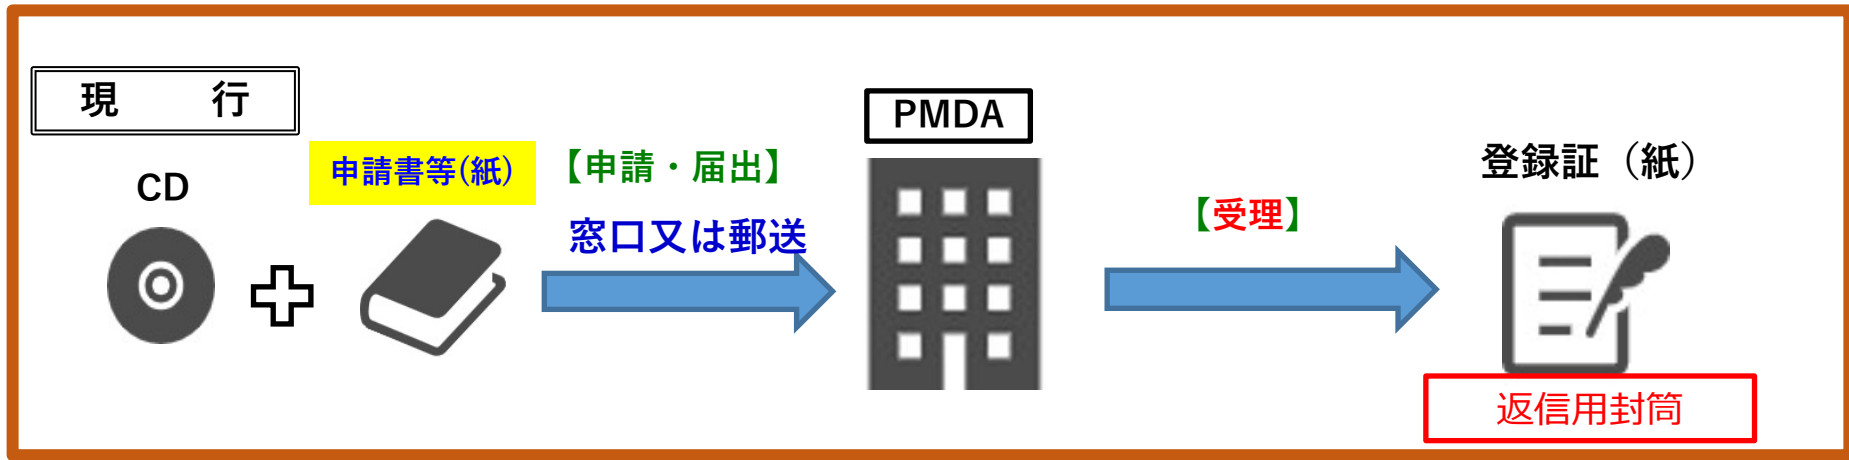 現　　行
CD
申請書等(紙)
【申請・届出】
窓口又は郵送
PMDA
【受理】
登録証（紙）
返信用封筒